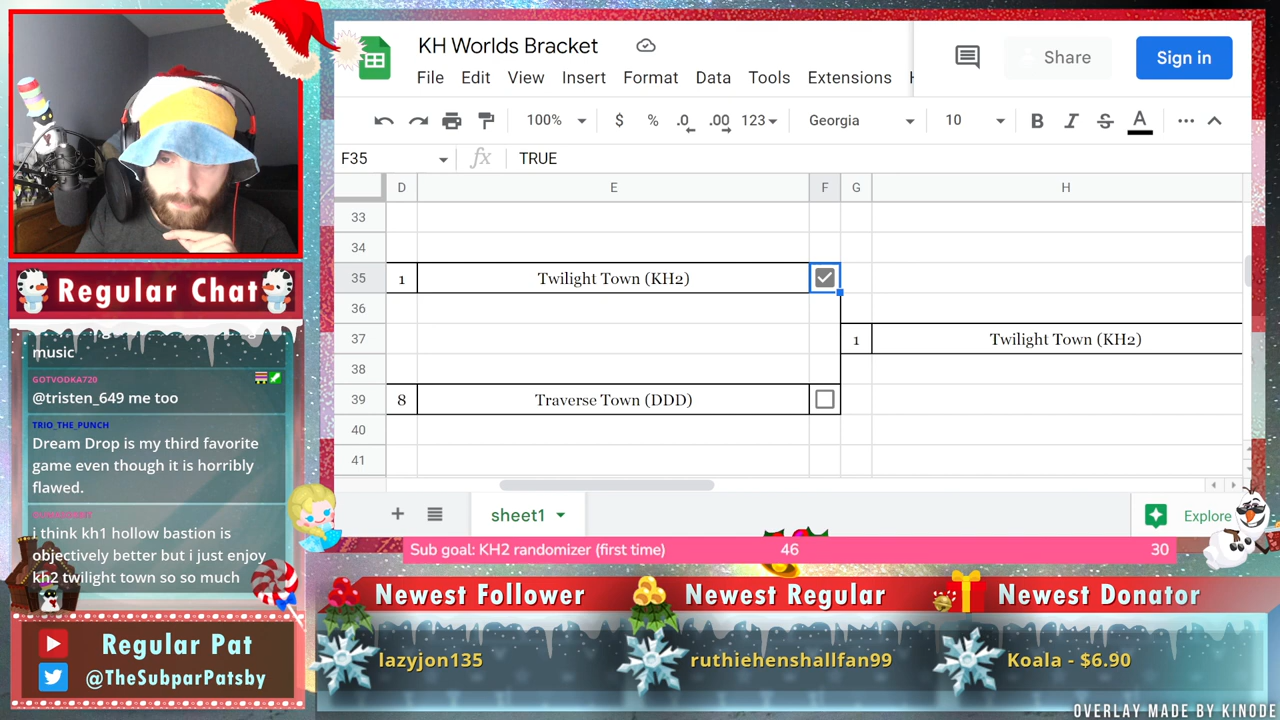 KH Worlds Bracket
File Edit View Insert Format Data Tools Extensions
Share
Sign in
100% $ % .0 .00 123 Georgia 10 B I S A
F35 fx TRUE
D E F G H
33
34
35 1 Twilight Town (KH2)
36
37 1 Twilight Town (KH2)
38
39 8 Traverse Town (DDD)
40
41
sheet1
Explore
Regular Chat
music
GOTVODKA720
@tristen_649 me too
TRIO_THE_PUNCH
Dream Drop is my third favorite
game even though it is horribly
flawed.
i think kh1 hollow bastion is
objectively better but i just enjoy
kh2 twilight town so so much
Regular Pat
@TheSubparPatsby
Sub goal: KH2 randomizer (first time) 46 30
Newest Follower
lazyjon135
Newest Regular
ruthiehenshallfan99
Newest Donator
Koala - $6.90
OVERLAY MADE BY KINODE